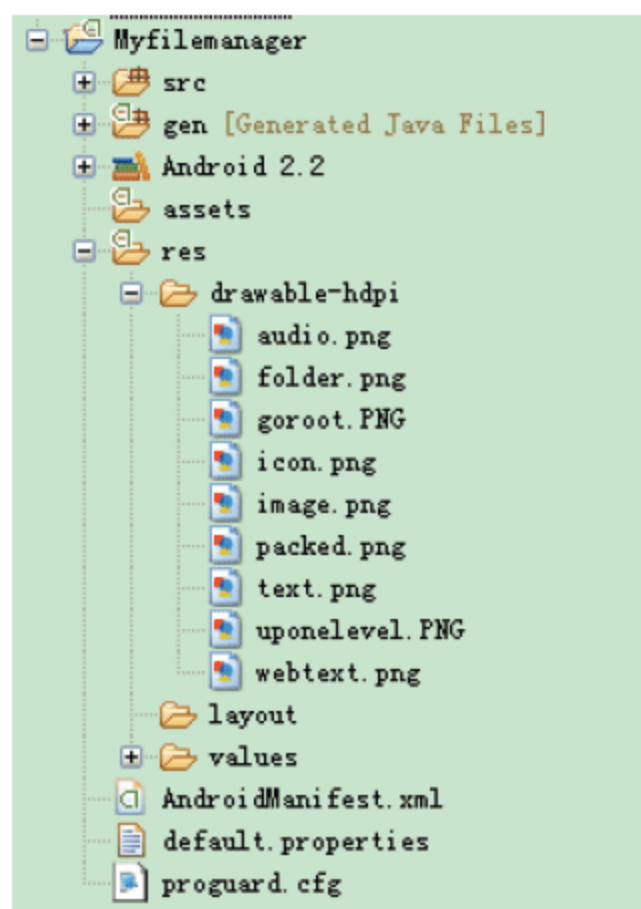 Myfilemanager
src
gen [Generated Java Files]
Android 2.2
assets
res
drawable-hdpi
audio.png
folder.png
goroot.PNG
icon.png
image.png
packed.png
text.png
uponelevel.PNG
webtext.png
layout
values
AndroidManifest.xml
default.properties
proguard.cfg